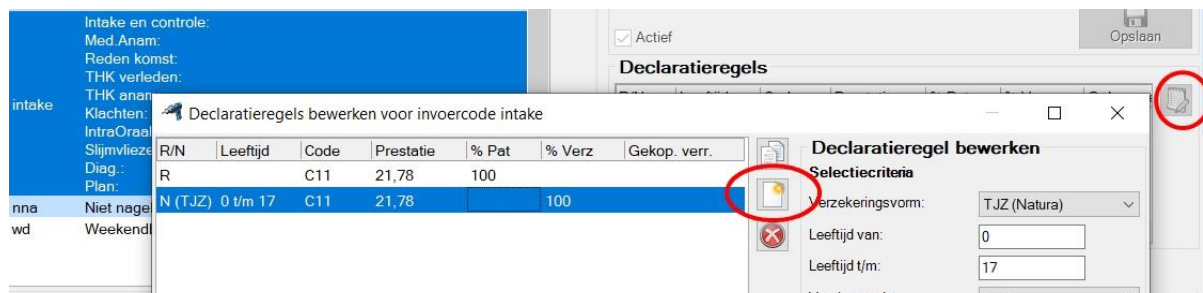 Intake en controle:
Med.Anam:
Reden komst:
THK verleden:
THK anam
Klachten:
IntraOraal
Slijmvlieze
Diag.:
Plan:
intake
nna Niet nagel
wd Weekend
Actief
Opslaan
Declaratieregels
Declaratieregels bewerken voor invoercode intake
R/N Leeftijd Code Prestatie % Pat % Verz Gekop. verr.
R C11 21,78 100
N (TJZ) 0 t/m 17 C11 21,78 100
Declaratieregel bewerken
Selectiecriteria
Verzekeringsvorm: TJZ (Natura)
Leeftijd van: 0
Leeftijd t/m: 17